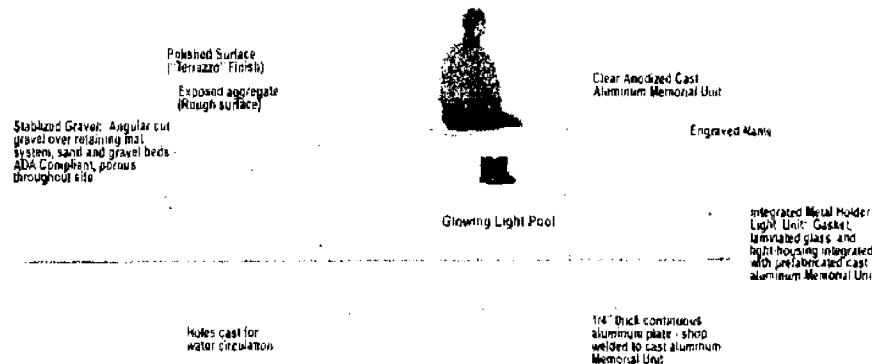 Polished Surface
("Terrazzo" Finish)
Exposed aggregate
(Rough surface)
Stablized Gravel: Angular cut
gravel over retaining mat
system, sand and gravel beds
ADA Compliant, porous
throughout site
Clear Anodized Cast
Aluminum Memorial Unit
Engraved Name
Glowing Light Pool
Integrated Metal Holder
Light Unit: Gasket,
laminated glass, and
light housing integrated
with prefabricated cast
aluminum Memorial Unit
Holes cast for
water circulation
1/4" thick continuous
aluminum plate - shop
welded to cast aluminum
Memorial Unit